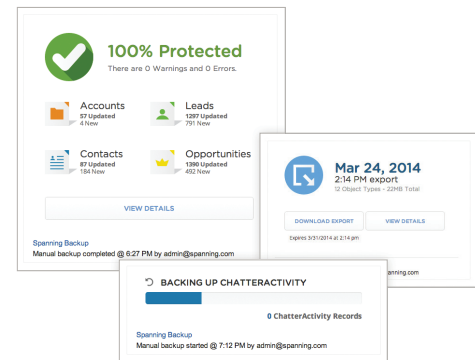 100% Protected
There are 0 Warnings and 0 Errors.
Accounts
57 Updated
4 New
Leads
1297 Updated
791 New
Contacts
87 Updated
184 New
Opportunities
1390 Updated
492 New
VIEW DETAILS
Spanning Backup
Manual backup completed @ 6:27 PM by admin@spanning.com
Mar 24, 2014
2:14 PM export
12 Object Types - 22MB Total
DOWNLOAD EXPORT
VIEW DETAILS
Expires 3/31/2014 at 2:14 pm
anning.com
BACKING UP CHATTERACTIVITY
0 ChatterActivity Records
Spanning Backup
Manual backup started @ 7:12 PM by admin@spanning.com